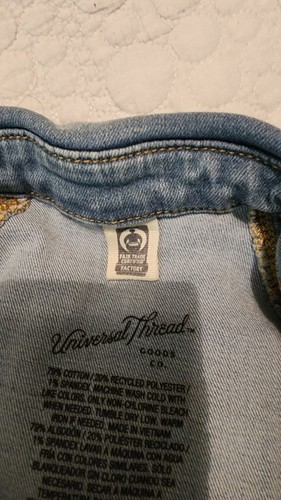 FAIR TRADE
CERTIFIED
FACTORY
Universal Thread™
GOODS
CO.
79% COTTON / 20% RECYCLED POLYESTER /
1% SPANDEX. MACHINE WASH COLD WITH
LIKE COLORS. ONLY NON-CHLORINE BLEACH
WHEN NEEDED. TUMBLE DRY LOW. WARM
IRON IF NEEDED. MADE IN VIETNAM
79% ALGODÓN / 20% POLIÉSTER RECICLADO /
1% SPANDEX LAVAR A MÁQUINA CON AGUA
FRÍA CON COLORES SIMILARES. SÓLO
BLANQUEADOR SIN CLORO CUANDO SEA
NECESARIO. SECAR A MÁQUINA A
TEMPERATURA